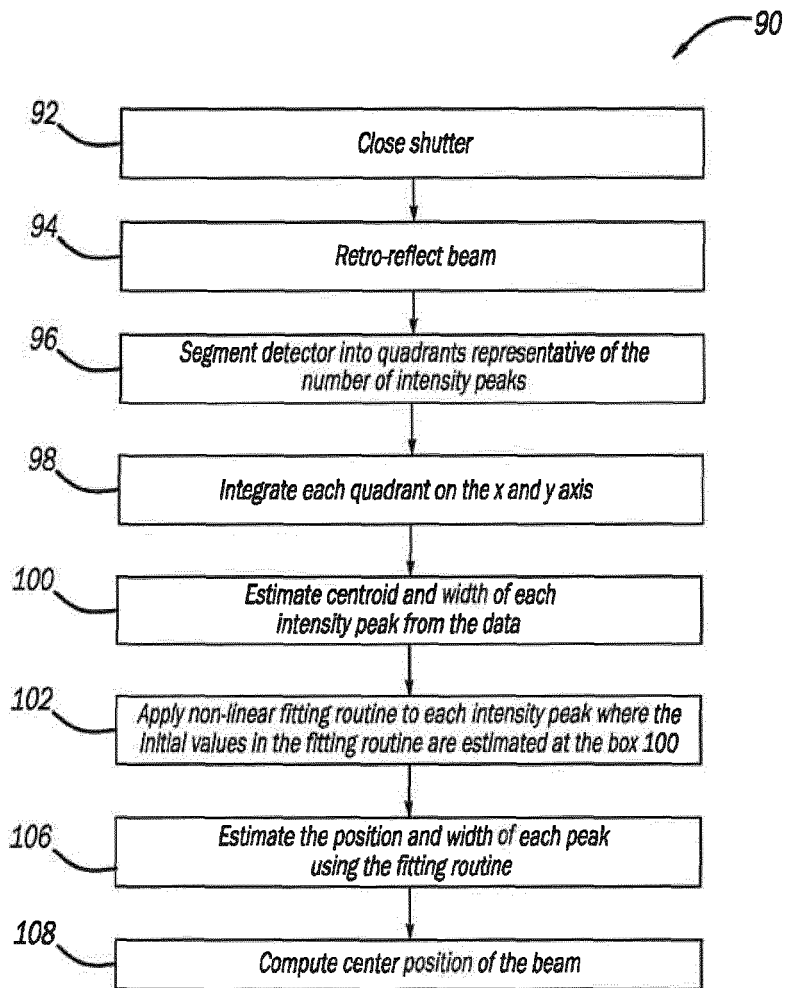 90
92
Close shutter
94
Retro-reflect beam
96
Segment detector into quadrants representative of the
number of intensity peaks
98
Integrate each quadrant on the x and y axis
100
Estimate centroid and width of each
intensity peak from the data
102
Apply non-linear fitting routine to each intensity peak where the
initial values in the fitting routine are estimated at the box 100
106
Estimate the position and width of each peak
using the fitting routine
108
Compute center position of the beam